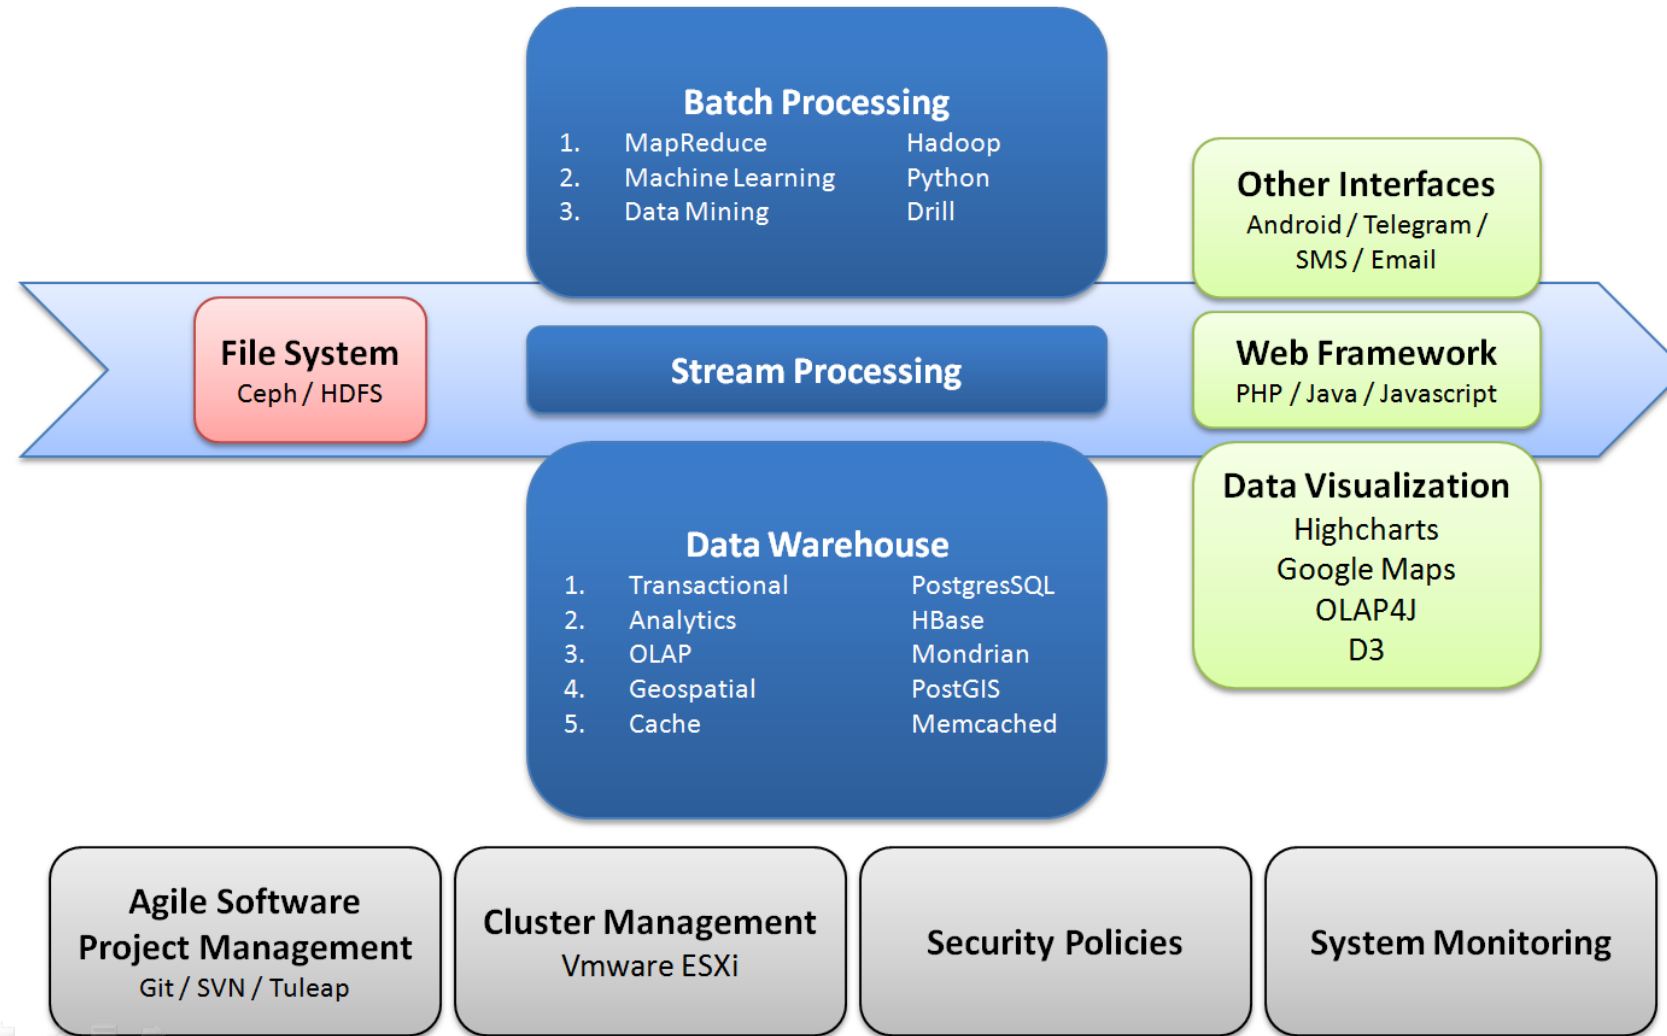 Batch Processing
1. MapReduce Hadoop
2. Machine Learning Python
3. Data Mining Drill
Other Interfaces
Android / Telegram /
SMS / Email
File System
Ceph / HDFS
Stream Processing
Web Framework
PHP / Java / Javascript
Data Warehouse
1. Transactional PostgresSQL
2. Analytics HBase
3. OLAP Mondrian
4. Geospatial PostGIS
5. Cache Memcached
Data Visualization
Highcharts
Google Maps
OLAP4J
D3
Agile Software
Project Management
Git / SVN / Tuleap
Cluster Management
Vmware ESXi
Security Policies
System Monitoring